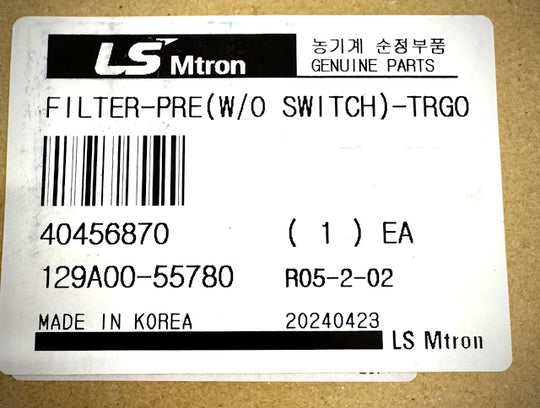 LS Mtron 농기계 순정부품
GENUINE PARTS
FILTER-PRE(W/O SWITCH)-TRGO
40456870 ( 1 ) EA
129A00-55780 R05-2-02
MADE IN KOREA 20240423
LS Mtron